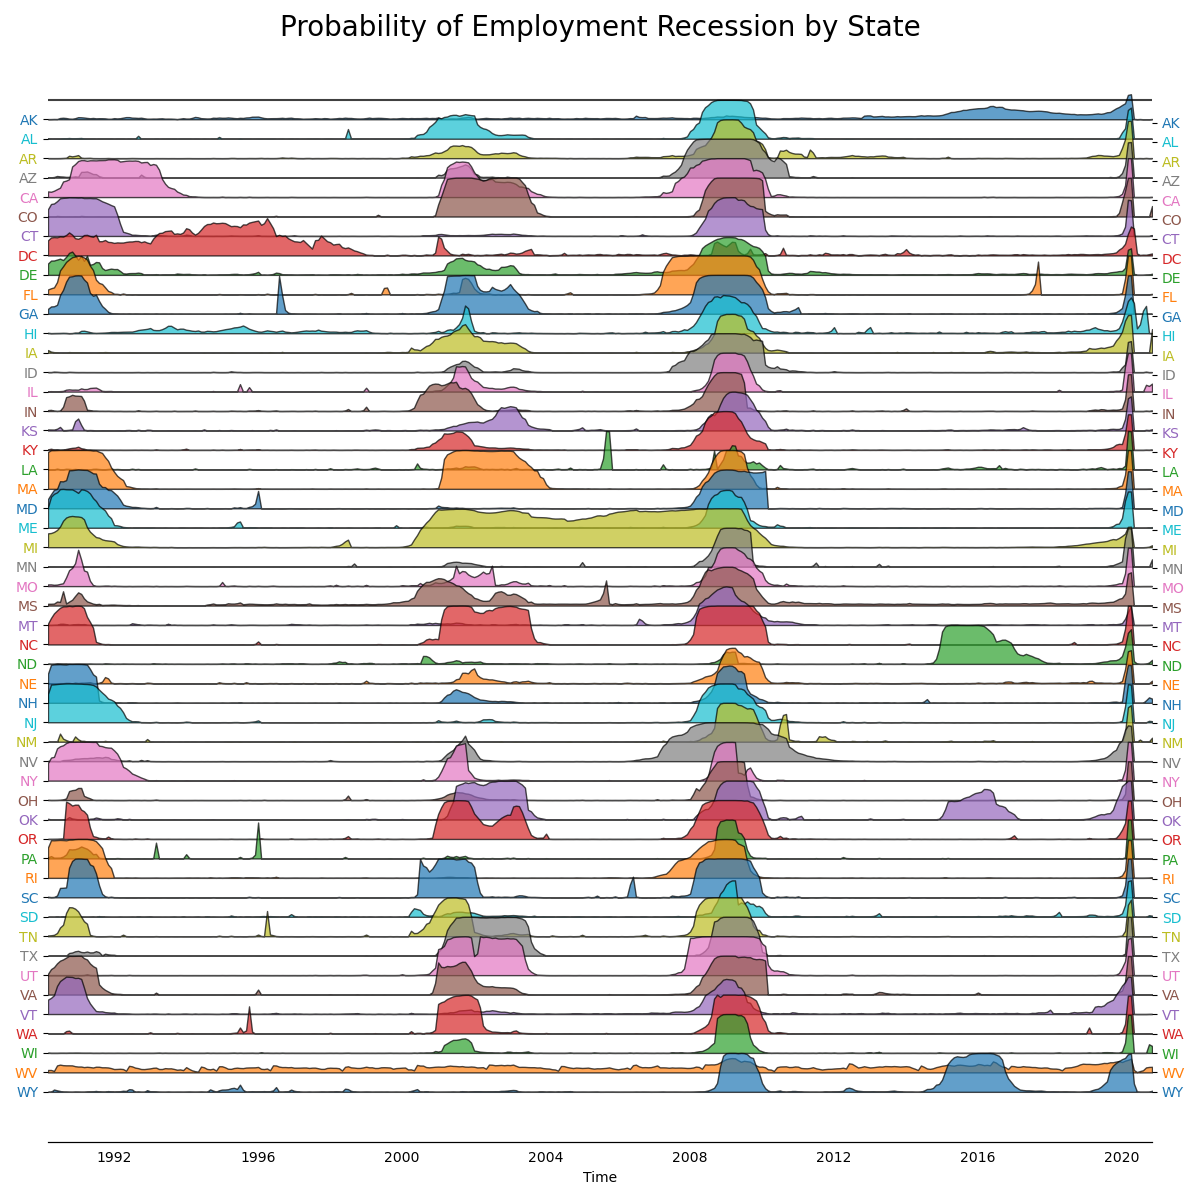 Probability of Employment Recession by State
AK AK
AL AL
AR AR
AZ AZ
CA CA
CO CO
CT CT
DC DC
DE DE
FL FL
GA GA
HI HI
IA IA
ID ID
IL IL
IN IN
KS KS
KY KY
LA LA
MA MA
MD MD
ME ME
MI MI
MN MN
MO MO
MS MS
MT MT
NC NC
ND ND
NE NE
NH NH
NJ NJ
NM NM
NV NV
NY NY
OH OH
OK OK
OR OR
PA PA
RI RI
SC SC
SD SD
TN TN
TX TX
UT UT
VA VA
VT VT
WA WA
WI WI
WV WV
WY WY
1992 1996 2000 2004 2008 2012 2016 2020
Time